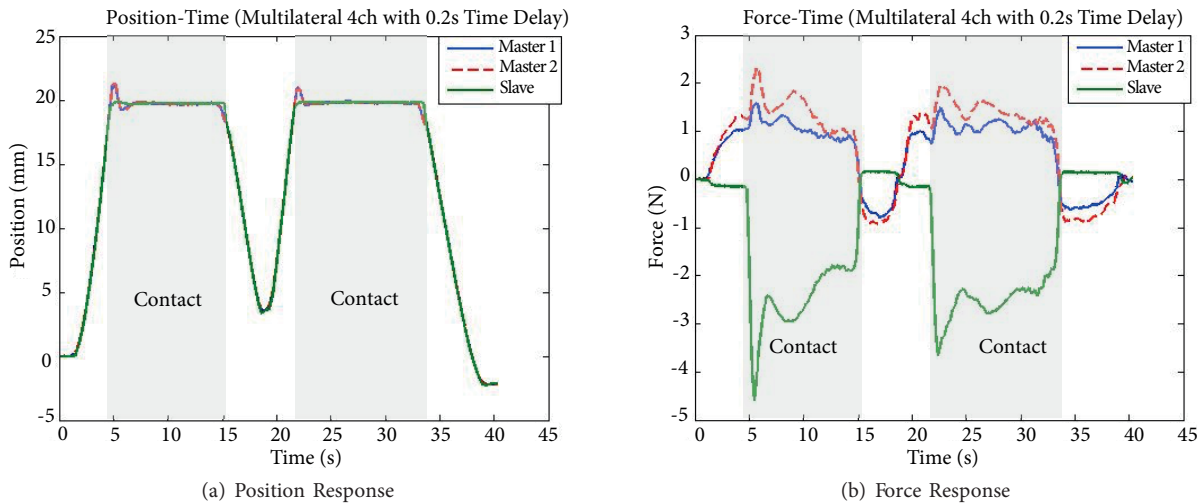 Position-Time (Multilateral 4ch with 0.2s Time Delay)
25
20
15
10
5
0
-5
Position (mm)
Master 1
Master 2
Slave
Contact
Contact
0 5 10 15 20 25 30 35 40 45
Time (s)
(a) Position Response
Force-Time (Multilateral 4ch with 0.2s Time Delay)
3
2
1
0
-1
-2
-3
-4
-5
Force (N)
Master 1
Master 2
Slave
Contact
Contact
0 5 10 15 20 25 30 35 40 45
Time (s)
(b) Force Response